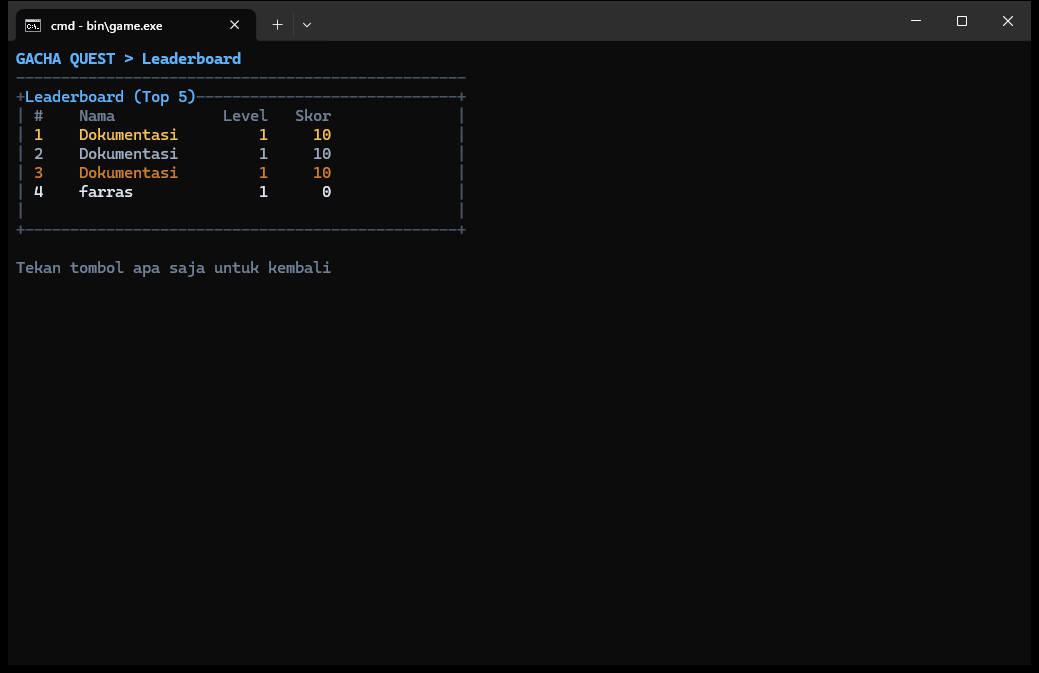 cmd - bin\game.exe
GACHA QUEST > Leaderboard
Leaderboard (Top 5)
# Nama Level Skor
1 Dokumentasi 1 10
2 Dokumentasi 1 10
3 Dokumentasi 1 10
4 farras 1 0
Tekan tombol apa saja untuk kembali